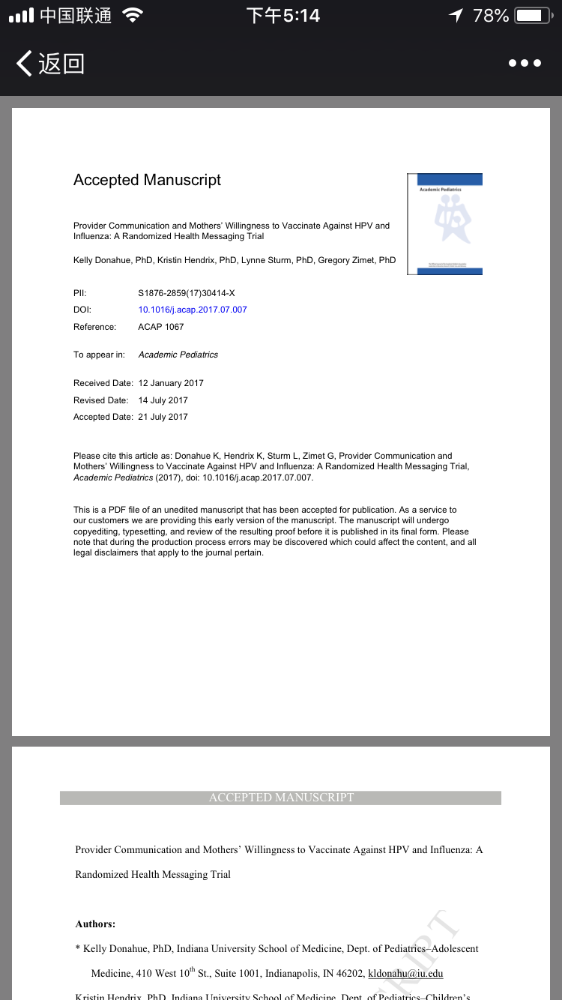 中国联通 下午5:14 78%
返回
Accepted Manuscript
Academic Pediatrics
Provider Communication and Mothers’ Willingness to Vaccinate Against HPV and
Influenza: A Randomized Health Messaging Trial
Kelly Donahue, PhD, Kristin Hendrix, PhD, Lynne Sturm, PhD, Gregory Zimet, PhD
PII: S1876-2859(17)30414-X
DOI: 10.1016/j.acap.2017.07.007
Reference: ACAP 1067
To appear in: Academic Pediatrics
Received Date: 12 January 2017
Revised Date: 14 July 2017
Accepted Date: 21 July 2017
Please cite this article as: Donahue K, Hendrix K, Sturm L, Zimet G, Provider Communication and
Mothers’ Willingness to Vaccinate Against HPV and Influenza: A Randomized Health Messaging Trial,
Academic Pediatrics (2017), doi: 10.1016/j.acap.2017.07.007.
This is a PDF file of an unedited manuscript that has been accepted for publication. As a service to
our customers we are providing this early version of the manuscript. The manuscript will undergo
copyediting, typesetting, and review of the resulting proof before it is published in its final form. Please
note that during the production process errors may be discovered which could affect the content, and all
legal disclaimers that apply to the journal pertain.
ACCEPTED MANUSCRIPT
Provider Communication and Mothers’ Willingness to Vaccinate Against HPV and Influenza: A
Randomized Health Messaging Trial
Authors:
* Kelly Donahue, PhD, Indiana University School of Medicine, Dept. of Pediatrics–Adolescent
Medicine, 410 West 10th St., Suite 1001, Indianapolis, IN 46202, kldonahu@iu.edu
Kristin Hendrix, PhD, Indiana University School of Medicine, Dept. of Pediatrics–Children’s
RIPT